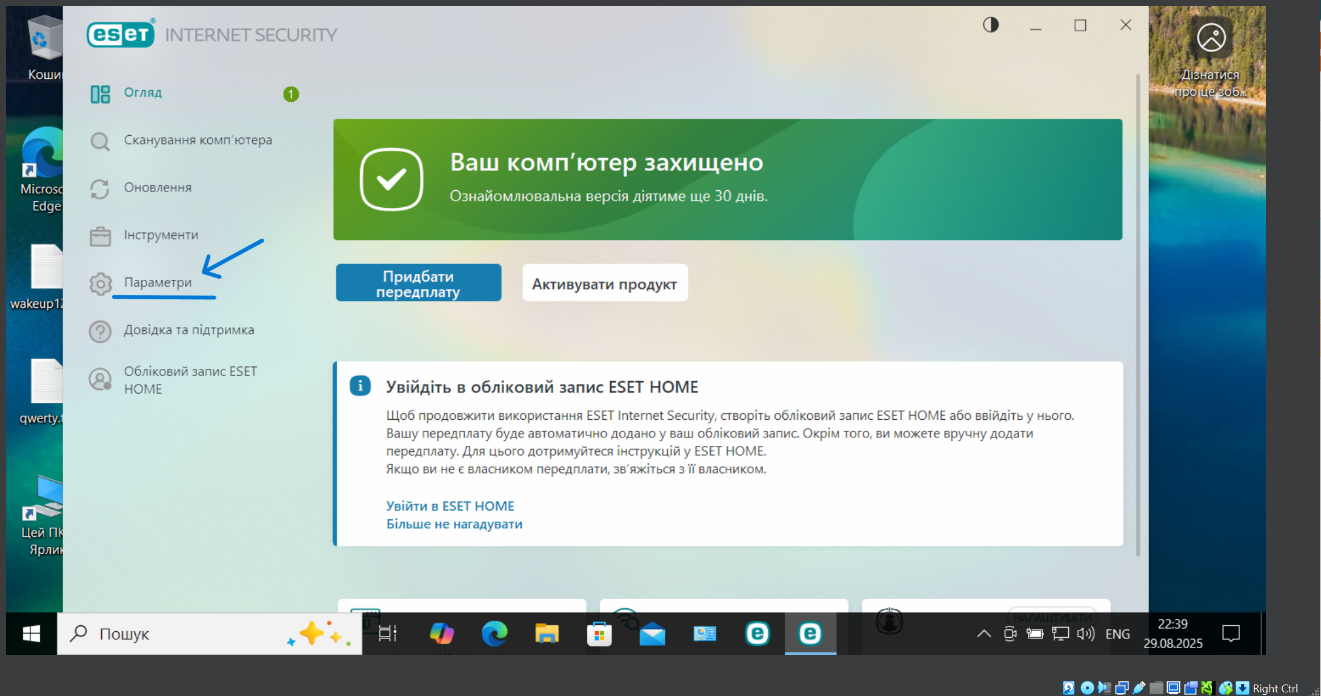 eseT INTERNET SECURITY
Огляд
1
Сканування комп'ютера
Оновлення
Інструменти
Параметри
Довідка та підтримка
Обліковий запис ESET
HOME
Ваш комп'ютер захищено
Ознайомлювальна версія діятиме ще 30 днів.
Придбати
передплату
Активувати продукт
Увійдіть в обліковий запис ESET HOME
Щоб продовжити використання ESET Internet Security, створіть обліковий запис ESET HOME або ввійдіть у нього.
Вашу передплату буде автоматично додано у ваш обліковий запис. Окрім того, ви можете вручну додати
передплату. Для цього дотримуйтеся інструкцій у ESET HOME.
Якщо ви не є власником передплати, зв'яжіться з її власником.
Увійти в ESET HOME
Більше не нагадувати
НАЛАШТУВАТИ
Коши
Microso
Edge
wakeup12
qwerty.t
Цей ПК
Ярлик
Дізнатися
про це зоб...
Пошук
ENG
22:39
29.08.2025
Right Ctrl